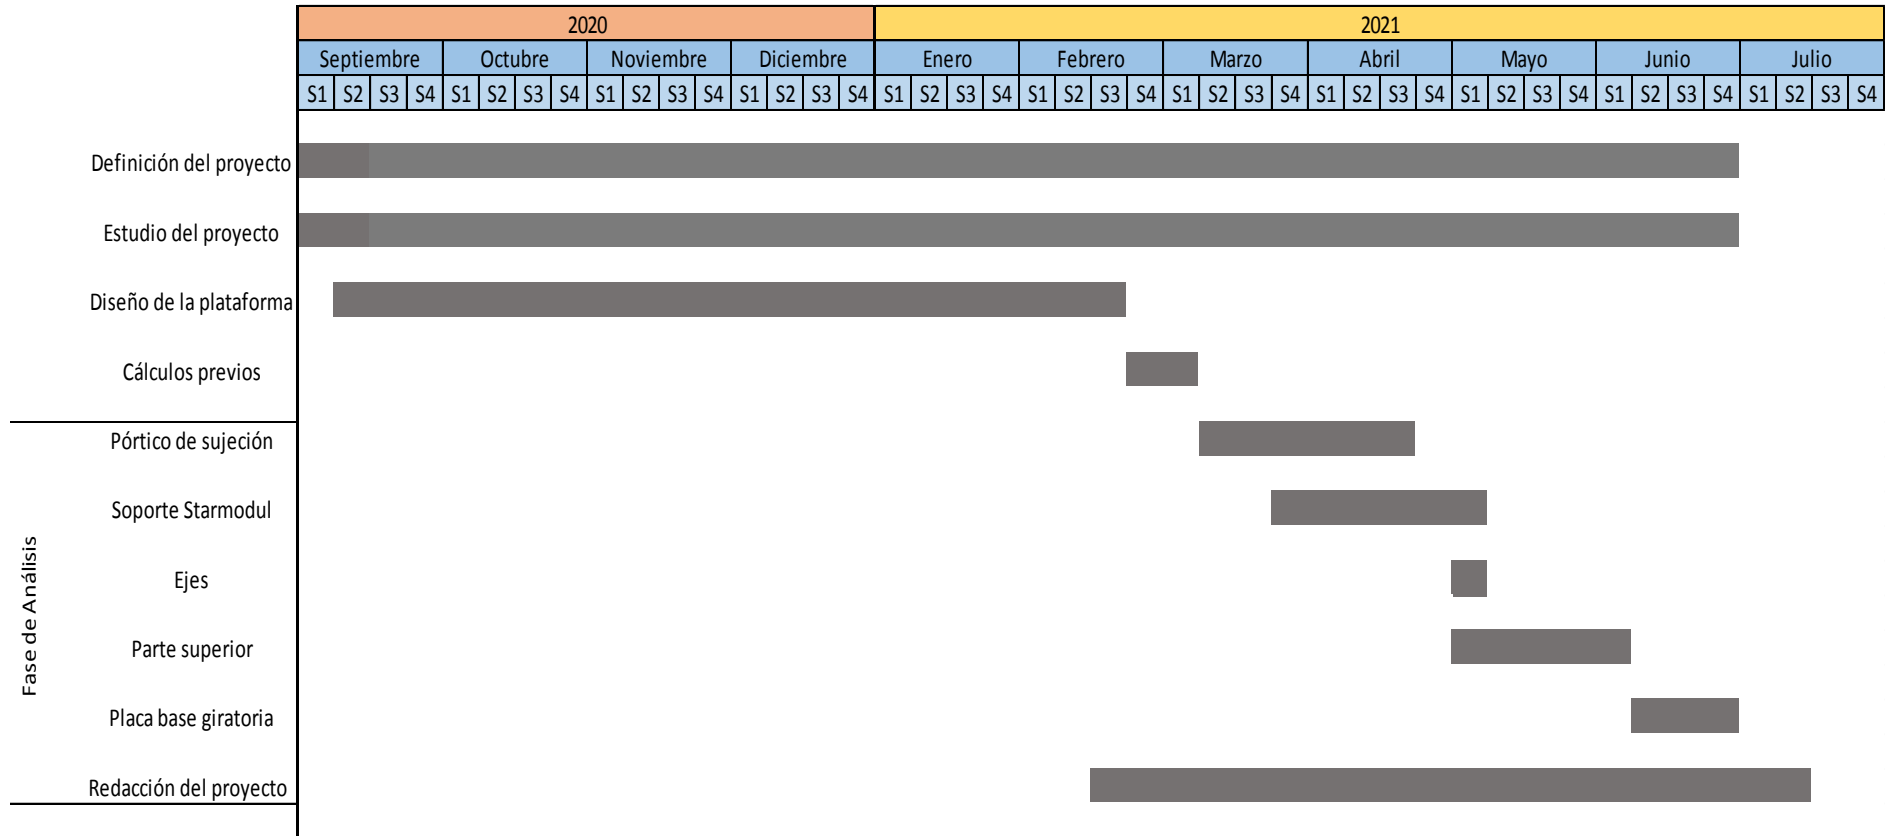 2020 2021
Septiembre Octubre Noviembre Diciembre Enero Febrero Marzo Abril Mayo Junio Julio
S1 S2 S3 S4 S1 S2 S3 S4 S1 S2 S3 S4 S1 S2 S3 S4 S1 S2 S3 S4 S1 S2 S3 S4 S1 S2 S3 S4 S1 S2 S3 S4 S1 S2 S3 S4 S1 S2 S3 S4 S1 S2 S3 S4
Definición del proyecto
Estudio del proyecto
Diseño de la plataforma
Cálculos previos
Fase de Análisis
Pórtico de sujeción
Soporte Starmodul
Ejes
Parte superior
Placa base giratoria
Redacción del proyecto